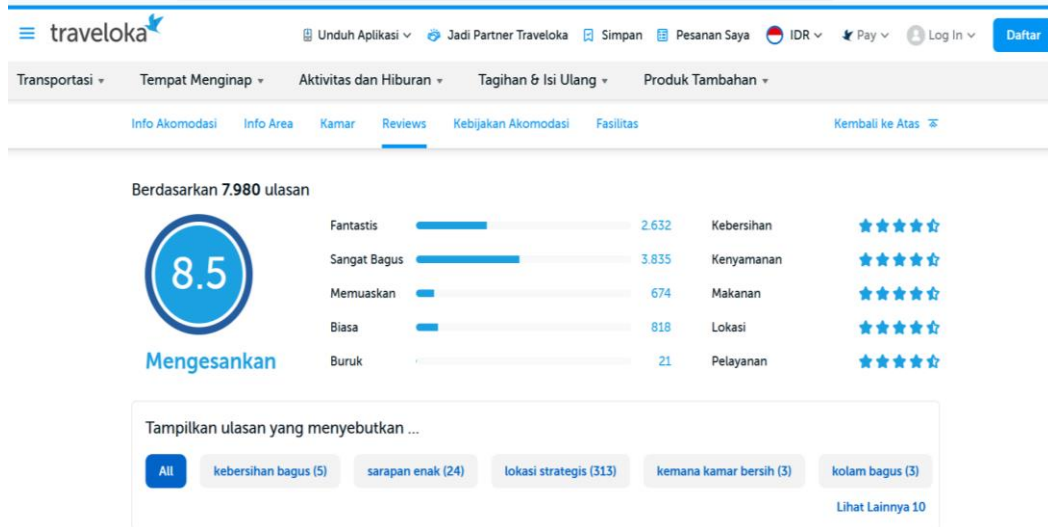 traveloka
Unduh Aplikasi Jadi Partner Traveloka Simpan Pesanan Saya IDR Pay Log In Daftar
Transportasi Tempat Menginap Aktivitas dan Hiburan Tagihan & Isi Ulang Produk Tambahan
Info Akomodasi Info Area Kamar Reviews Kebijakan Akomodasi Fasilitas Kembali ke Atas
Berdasarkan 7.980 ulasan
8.5
Mengesankan
Fantastis 2.632
Sangat Bagus 3.835
Memuaskan 674
Biasa 818
Buruk 21
Kebersihan
Kenyamanan
Makanan
Lokasi
Pelayanan
Tampilkan ulasan yang menyebutkan ...
All kebersihan bagus (5) sarapan enak (24) lokasi strategis (313) kemana kamar bersih (3) kolam bagus (3)
Lihat Lainnya 10